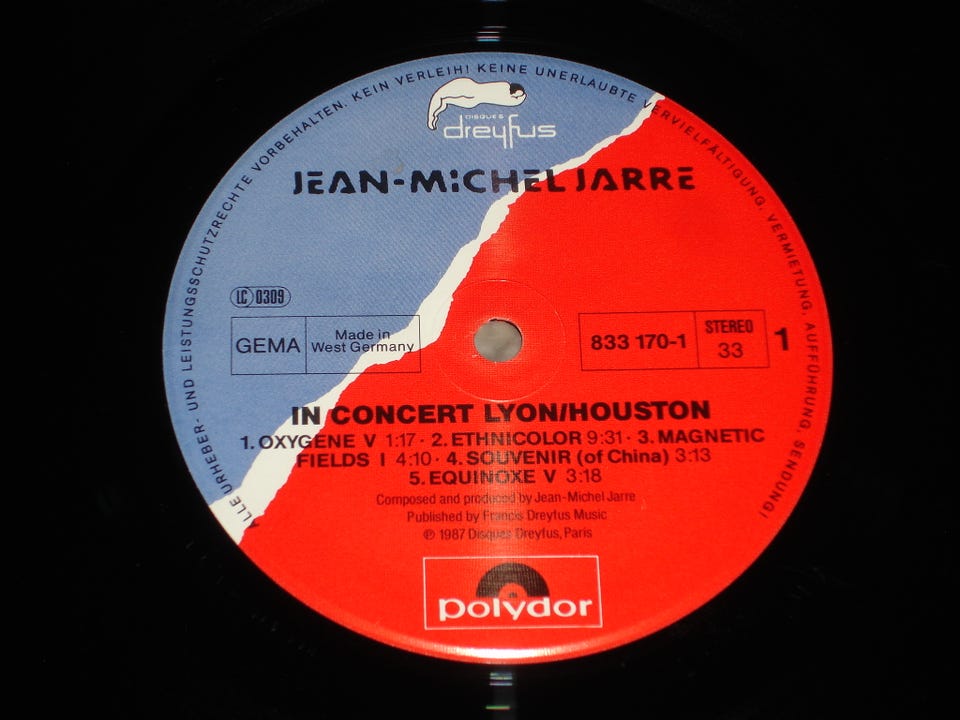 ALLE URHEBER- UND LEISTUNGSSCHUTZRECHTE VORBEHALTEN. KEIN VERLEIH! KEINE UNERLAUBTE VERVIELFÄLTIGUNG, VERMIETUNG, AUFFÜHRUNG, SENDUNG!
DISQUES
dreyfus
JEAN-MICHEL JARRE
LC 0309
GEMA
Made in
West Germany
833 170-1
STEREO
33
1
IN CONCERT LYON/HOUSTON
1. OXYGENE V 1:17 · 2. ETHNICOLOR 9:31 · 3. MAGNETIC
FIELDS I 4:10 · 4. SOUVENIR (of China) 3:13
5. EQUINOXE V 3:18
Composed and produced by Jean-Michel Jarre
Published by Francis Dreyfus Music
℗ 1987 Disques Dreyfus, Paris
polydor